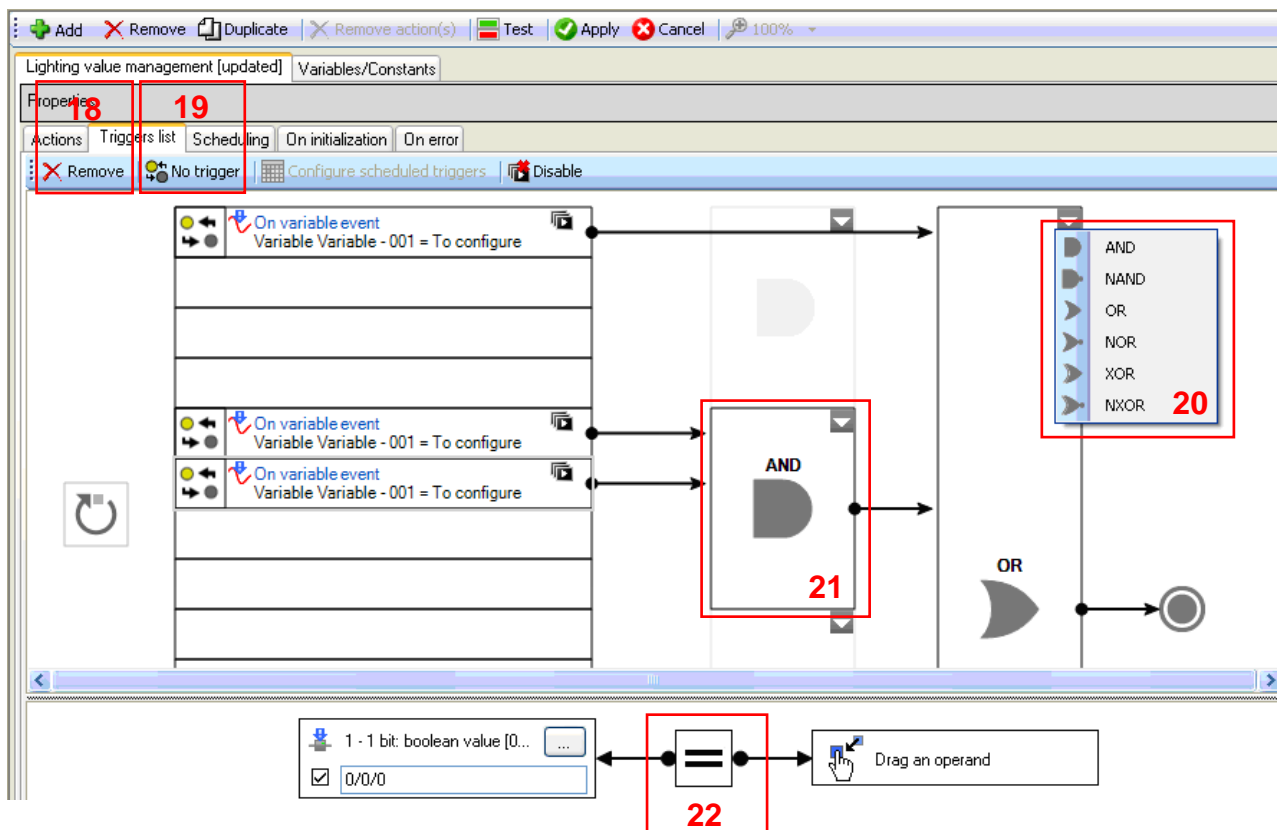 Add Remove Duplicate Remove action(s) Test Apply Cancel 100%
Lighting value management [updated] Variables/Constants
Properties
18 19
Actions Triggers list Scheduling On initialization On error
Remove No trigger Configure scheduled triggers Disable
On variable event
Variable Variable - 001 = To configure
AND
NAND
OR
NOR
XOR
NXOR 20
On variable event
Variable Variable - 001 = To configure
On variable event
Variable Variable - 001 = To configure
AND
21
OR
1 - 1 bit: boolean value [0... ...
0/0/0
Drag an operand
22